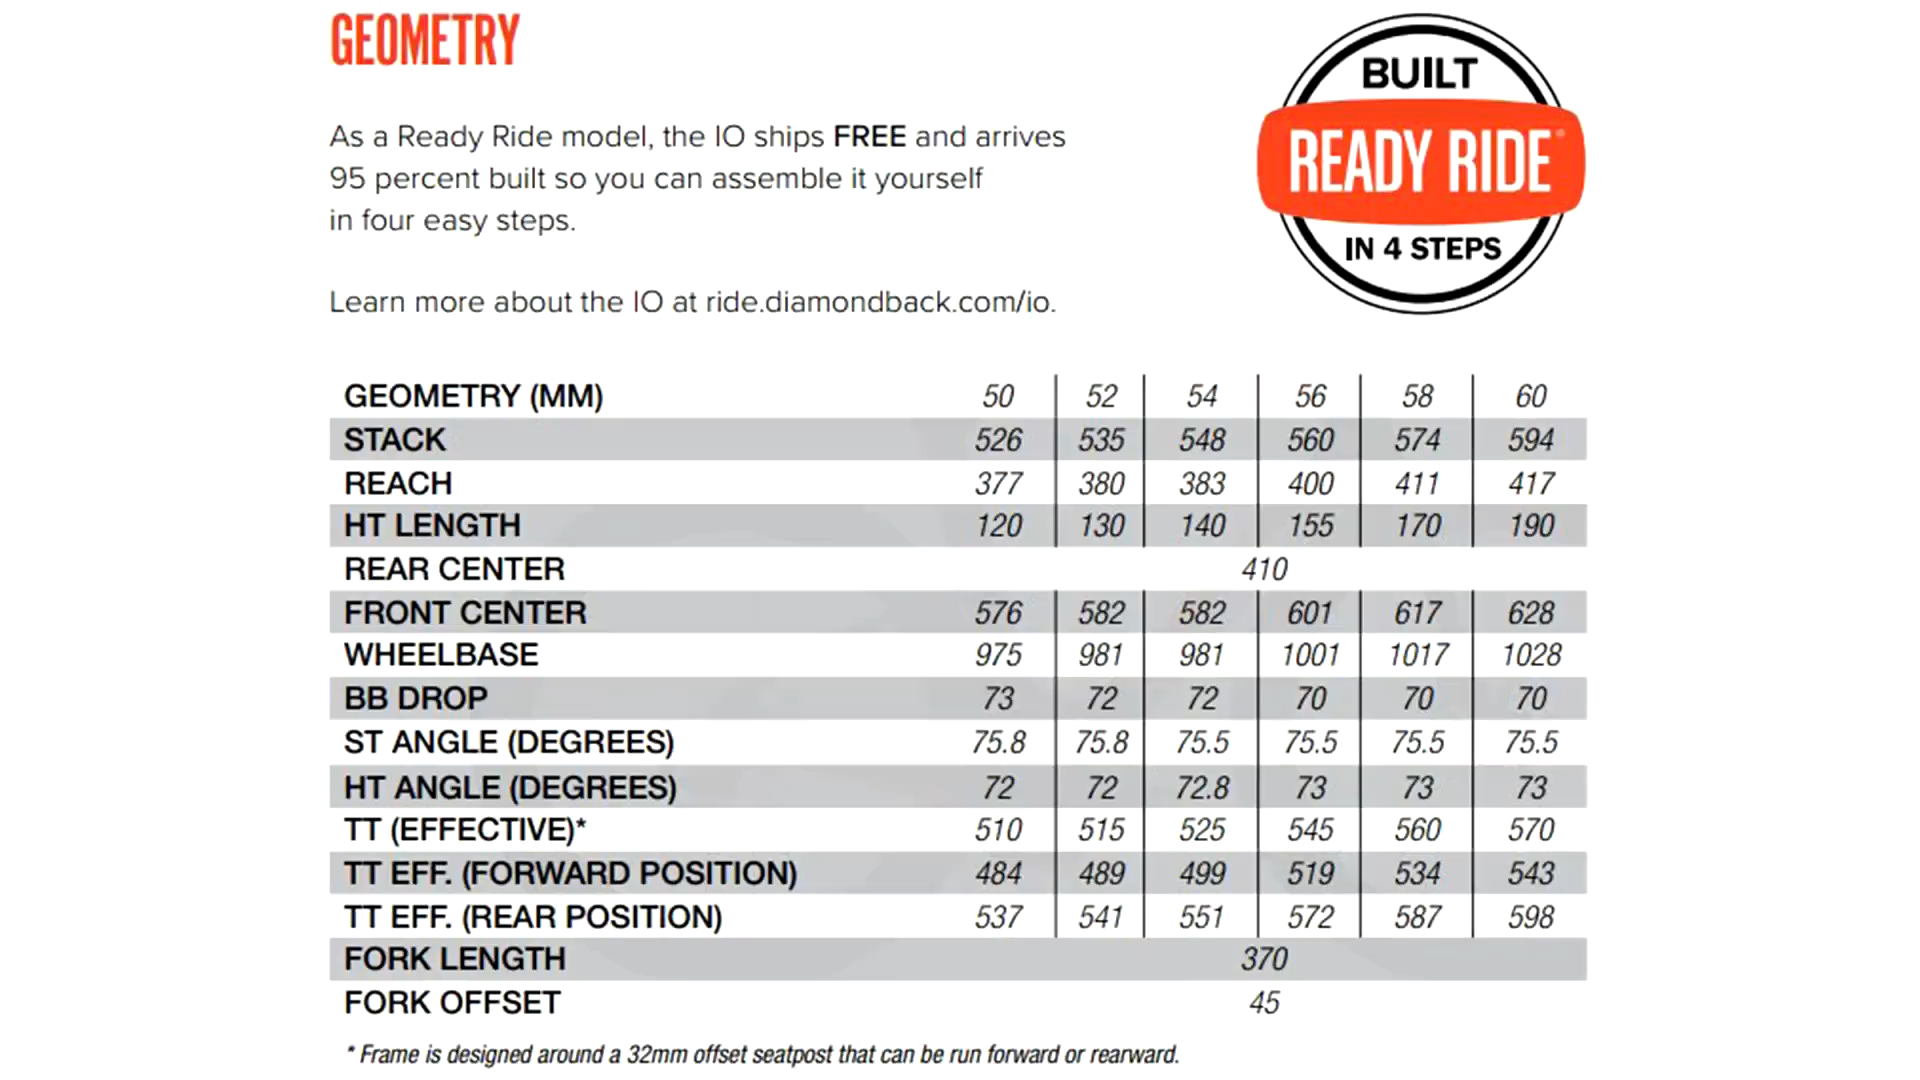 GEOMETRY
As a Ready Ride model, the IO ships FREE and arrives
95 percent built so you can assemble it yourself
in four easy steps.
Learn more about the IO at ride.diamondback.com/io.
BUILT
READY RIDE®
IN 4 STEPS
GEOMETRY (MM) 50 52 54 56 58 60
STACK 526 535 548 560 574 594
REACH 377 380 383 400 411 417
HT LENGTH 120 130 140 155 170 190
REAR CENTER 410
FRONT CENTER 576 582 582 601 617 628
WHEELBASE 975 981 981 1001 1017 1028
BB DROP 73 72 72 70 70 70
ST ANGLE (DEGREES) 75.8 75.8 75.5 75.5 75.5 75.5
HT ANGLE (DEGREES) 72 72 72.8 73 73 73
TT (EFFECTIVE)* 510 515 525 545 560 570
TT EFF. (FORWARD POSITION) 484 489 499 519 534 543
TT EFF. (REAR POSITION) 537 541 551 572 587 598
FORK LENGTH 370
FORK OFFSET 45
* Frame is designed around a 32mm offset seatpost that can be run forward or rearward.